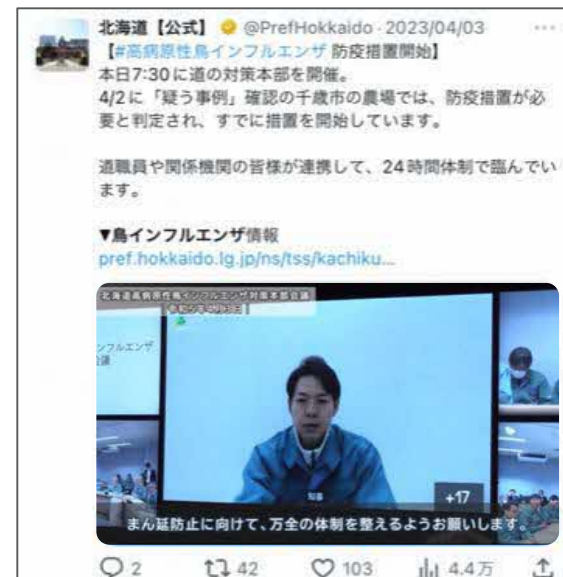 北海道【公式】 @PrefHokkaido · 2023/04/03
【#高病原性鳥インフルエンザ 防疫措置開始】
本日7:30に道の対策本部を開催。
4/2に「疑う事例」確認の千歳市の農場では、防疫措置が必
要と判定され、すでに措置を開始しています。
道職員や関係機関の皆様が連携して、24時間体制で臨んでい
ます。
▼鳥インフルエンザ情報
pref.hokkaido.lg.jp/ns/tss/kachiku...
北海道高病原性鳥インフルエンザ対策本部会議
令和5年4月3日
ンフルエンザ
会議
知事
+17
まん延防止に向けて、万全の体制を整えるようお願いします。
2 42 103 4.4万